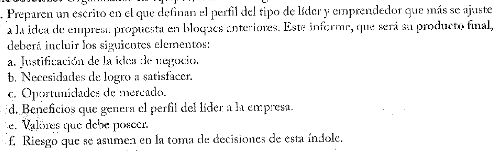 . Preparen un escrito en el que definan el perfil del tipo de líder y emprendedor que más se ajuste
a la idea de empresa propuesta en bloques anteriores. Este informe, que será su producto final,
deberá incluir los siguientes elementos:
a. Justificación de la idea de negocio.
b. Necesidades de logro a satisfacer.
c. Oportunidades de mercado.
d. Beneficios que genera el perfil del líder a la empresa.
e. Valores que debe poseer.
f. Riesgo que se asumen en la toma de decisiones de esta índole.